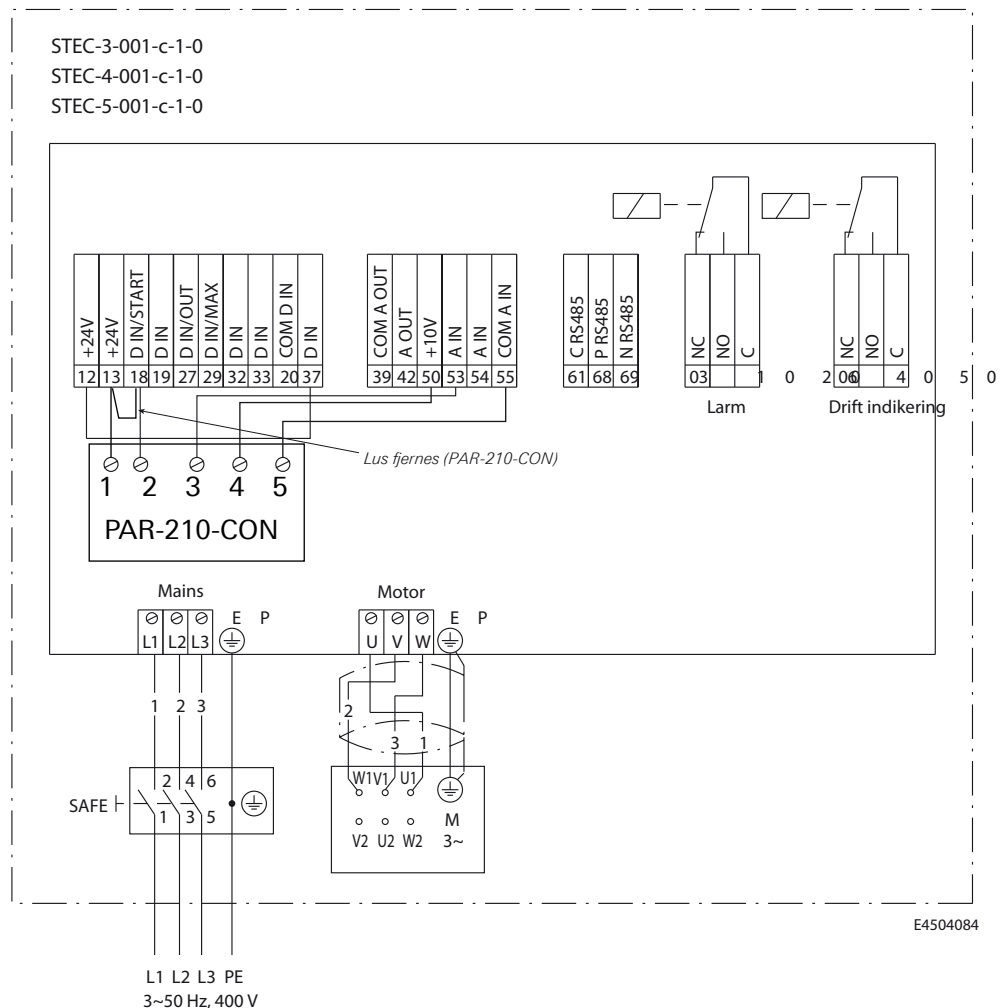 STEC-3-001-c-1-0
STEC-4-001-c-1-0
STEC-5-001-c-1-0
+24V
+24V
D IN/START
D IN
D IN/OUT
D IN/MAX
D IN
D IN
COM D IN
D IN
COM A OUT
A OUT
+10V
A IN
A IN
COM A IN
C RS485
P RS485
N RS485
NC
NO
C
NC
NO
C
12 13 18 19 27 29 32 33 20 37
39 42 50 53 54 55
61 68 69
03 1 0 2 0 06 4 0 5 0
Larm
Drift indikering
Lus fjernes (PAR-210-CON)
1 2 3 4 5
PAR-210-CON
Mains
Motor
L1 L2 L3 E P
U V W E P
1 2 3
2
3 1
2 4 6
SAFE
1 3 5
W1 V1 U1
V2 U2 W2
M
3~
E4504084
L1 L2 L3 PE
3~50 Hz, 400 V